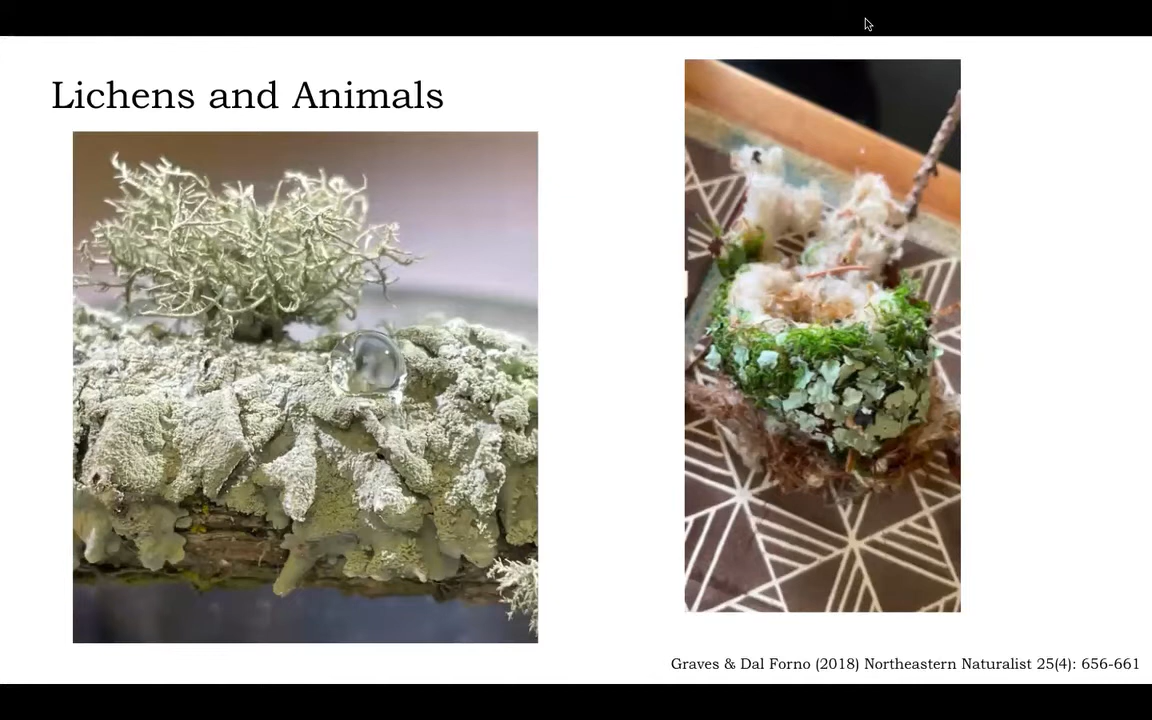 Lichens and Animals
Graves & Dal Forno (2018) Northeastern Naturalist 25(4): 656-661